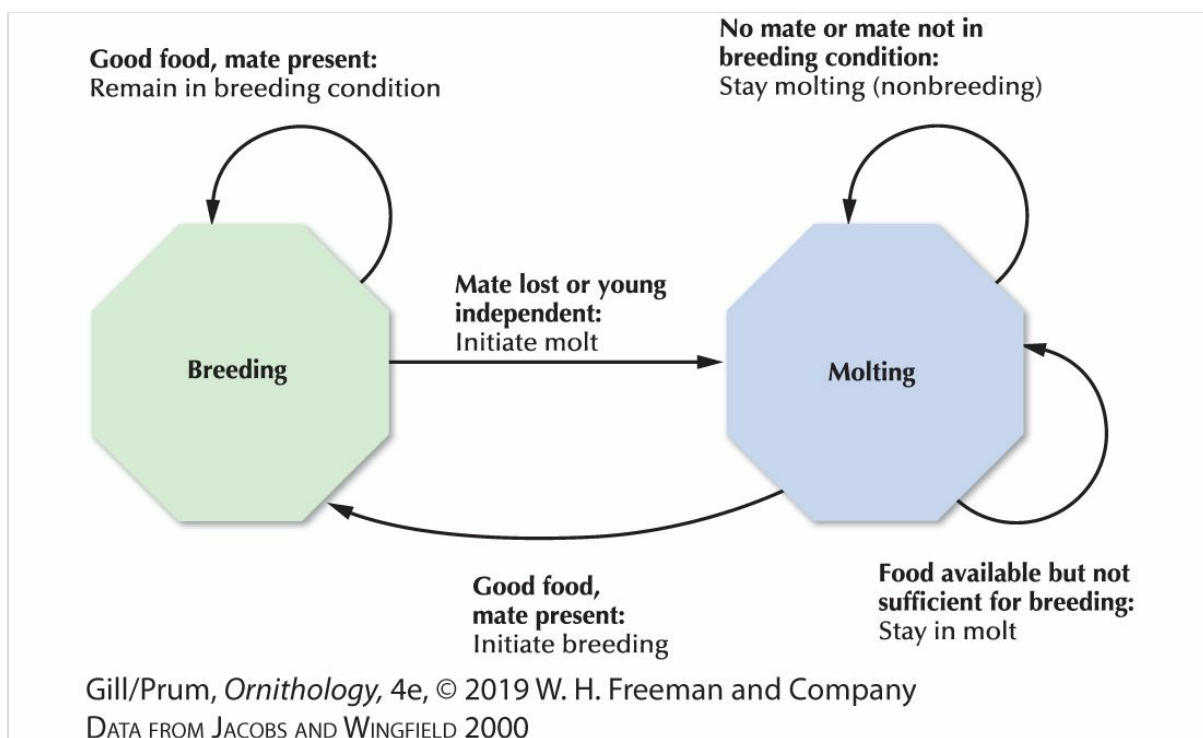 Good food, mate present:
Remain in breeding condition
No mate or mate not in
breeding condition:
Stay molting (nonbreeding)
Mate lost or young
independent:
Initiate molt
Breeding
Molting
Good food,
mate present:
Initiate breeding
Food available but not
sufficient for breeding:
Stay in molt
Gill/Prum, Ornithology, 4e, © 2019 W. H. Freeman and Company
DATA FROM JACOBS AND WINGFIELD 2000